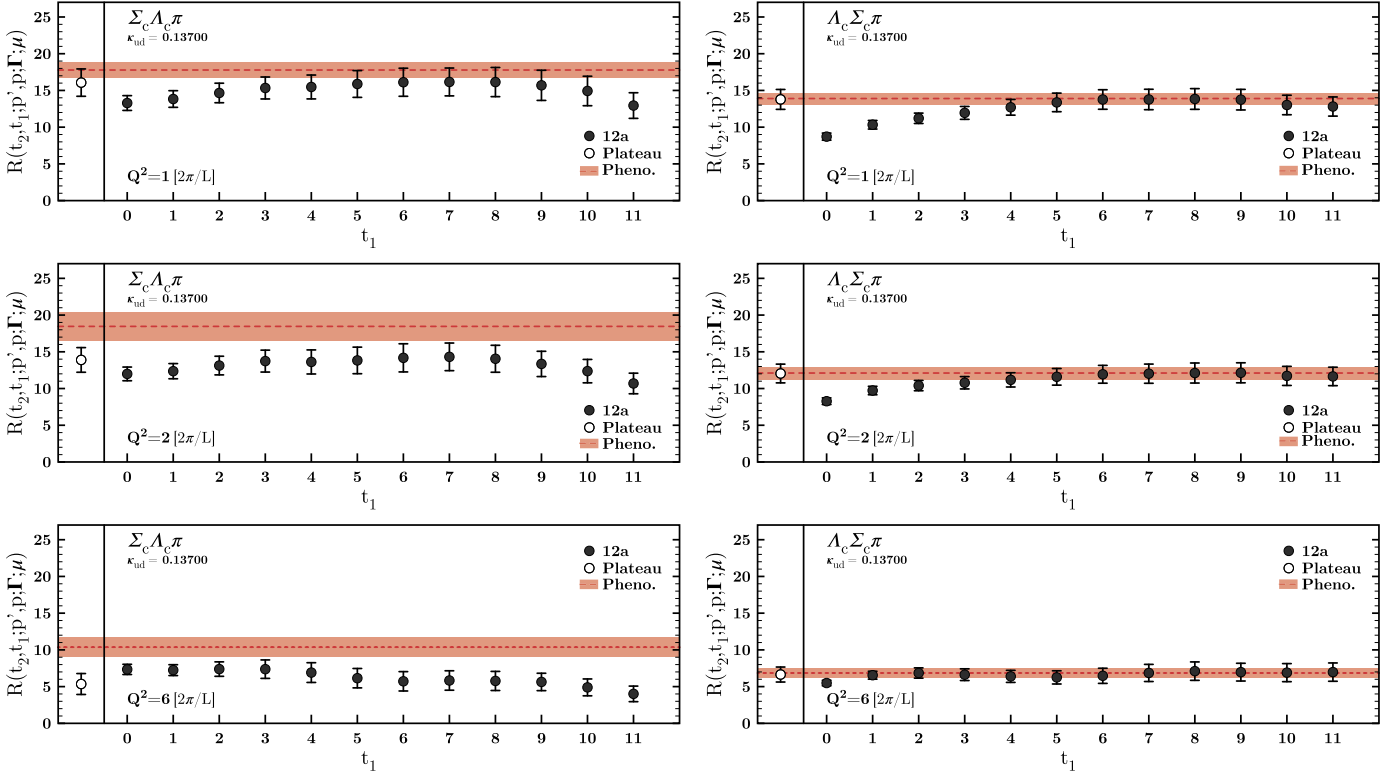 R(t₂,t₁;p',p;Γ;μ)
25
20
15
10
5
0
Σ_cΛ_cπ
κ_ud = 0.13700
12a
Plateau
Pheno.
Q²=1 [2π/L]
0 1 2 3 4 5 6 7 8 9 10 11
t₁
R(t₂,t₁;p',p;Γ;μ)
25
20
15
10
5
0
Λ_cΣ_cπ
κ_ud = 0.13700
12a
Plateau
Pheno.
Q²=1 [2π/L]
0 1 2 3 4 5 6 7 8 9 10 11
t₁
R(t₂,t₁;p',p;Γ;μ)
25
20
15
10
5
0
Σ_cΛ_cπ
κ_ud = 0.13700
12a
Plateau
Pheno.
Q²=2 [2π/L]
0 1 2 3 4 5 6 7 8 9 10 11
t₁
R(t₂,t₁;p',p;Γ;μ)
25
20
15
10
5
0
Λ_cΣ_cπ
κ_ud = 0.13700
12a
Plateau
Pheno.
Q²=2 [2π/L]
0 1 2 3 4 5 6 7 8 9 10 11
t₁
R(t₂,t₁;p',p;Γ;μ)
25
20
15
10
5
0
Σ_cΛ_cπ
κ_ud = 0.13700
12a
Plateau
Pheno.
Q²=6 [2π/L]
0 1 2 3 4 5 6 7 8 9 10 11
t₁
R(t₂,t₁;p',p;Γ;μ)
25
20
15
10
5
0
Λ_cΣ_cπ
κ_ud = 0.13700
12a
Plateau
Pheno.
Q²=6 [2π/L]
0 1 2 3 4 5 6 7 8 9 10 11
t₁